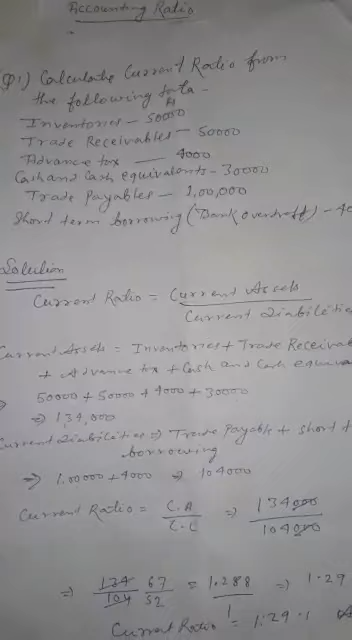 Accounting Ratio
Q1) Calculate Current Ratio from
the following data -
Inventories - 50000
Trade Receivables - 50000
Advance tax - 4000
Cash and Cash equivalents - 30000
Trade Payables - 1,00,000
Short term borrowing (Bank overdraft) - 40
Solution
Current Ratio = Current Assets
Current Liabilities
Current Assets = Inventories + Trade Receivab
+ Advance tax + Cash and Cash equiva
50000 + 50000 + 4000 + 30000
⇒ 134,000
Current Liabilities ⇒ Trade Payable + short t
borrowing
⇒ 1,00000 + 4000 ⇒ 104000
Current Ratio = C.A / C.L ⇒ 134000 / 104000
⇒ 134 / 104 67 / 52 = 1.288 ⇒ 1.29
Current Ratio = 1.29 : 1